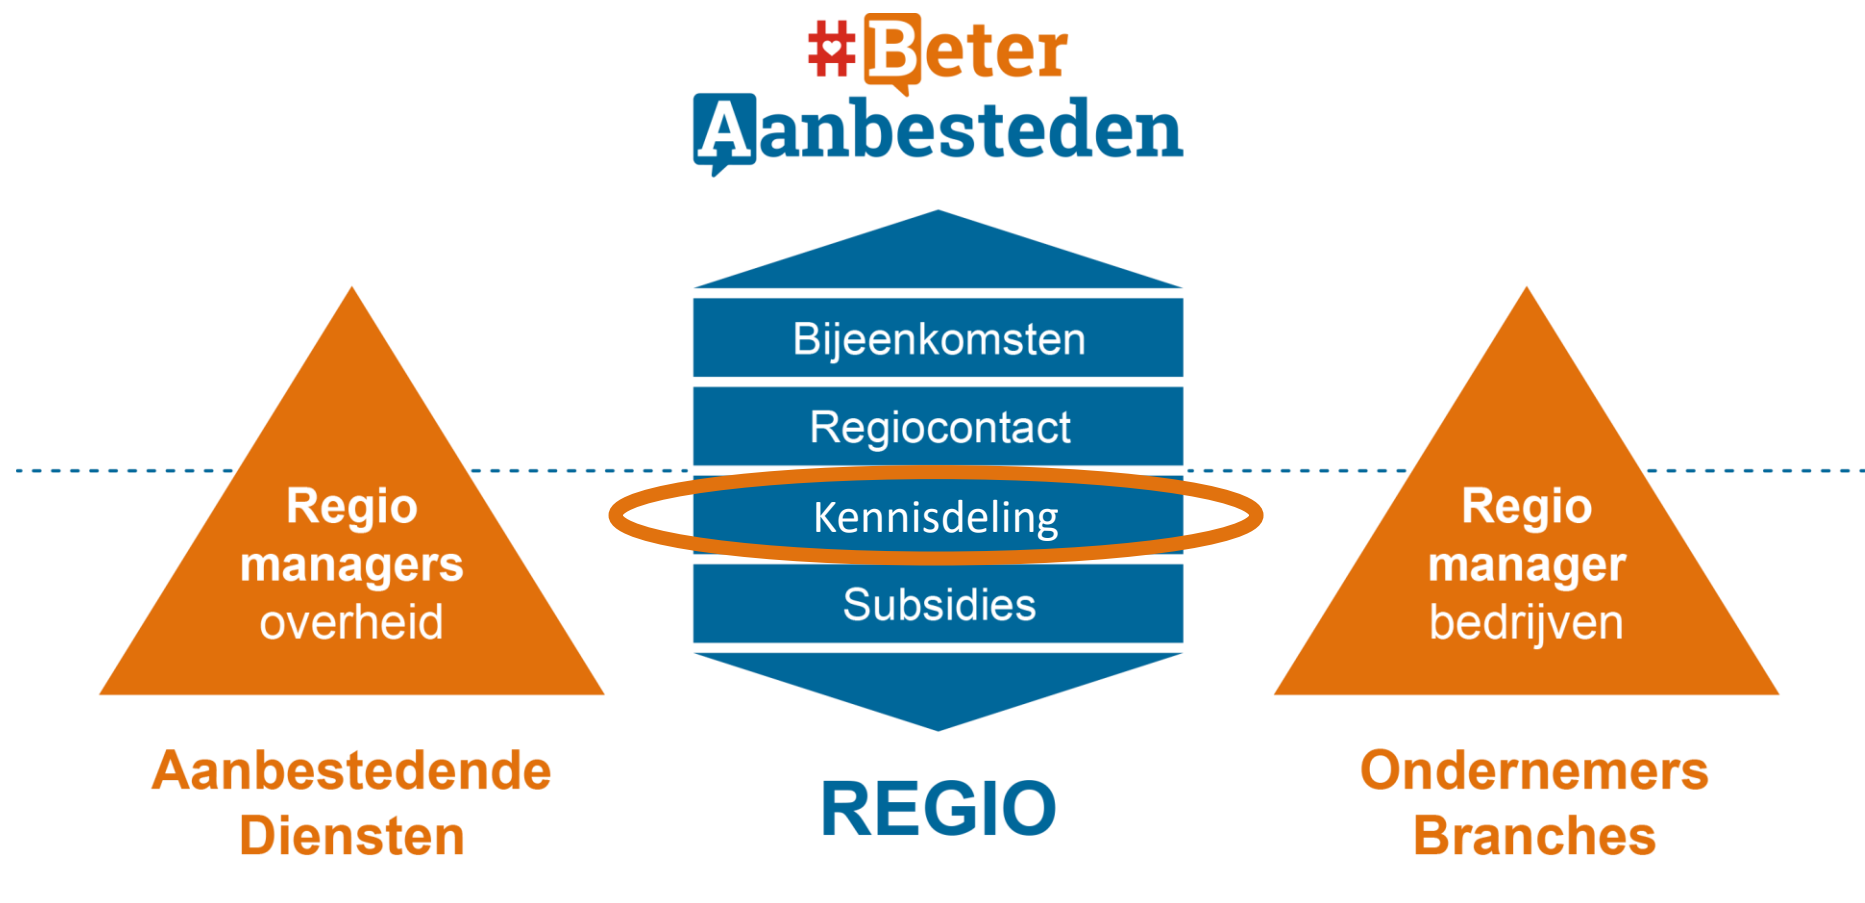 #Beter
Aanbesteden
Bijeenkomsten
Regiocontact
Kennisdeling
Subsidies
REGIO
Regio
managers
overheid
Aanbestedende
Diensten
Regio
manager
bedrijven
Ondernemers
Branches